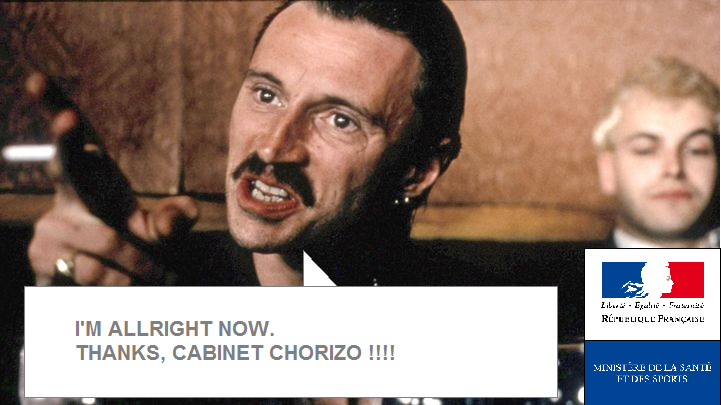 I'M ALLRIGHT NOW.
THANKS, CABINET CHORIZO !!!!
Liberté • Égalité • Fraternité
RÉPUBLIQUE FRANÇAISE
MINISTÈRE DE LA SANTÉ
ET DES SPORTS